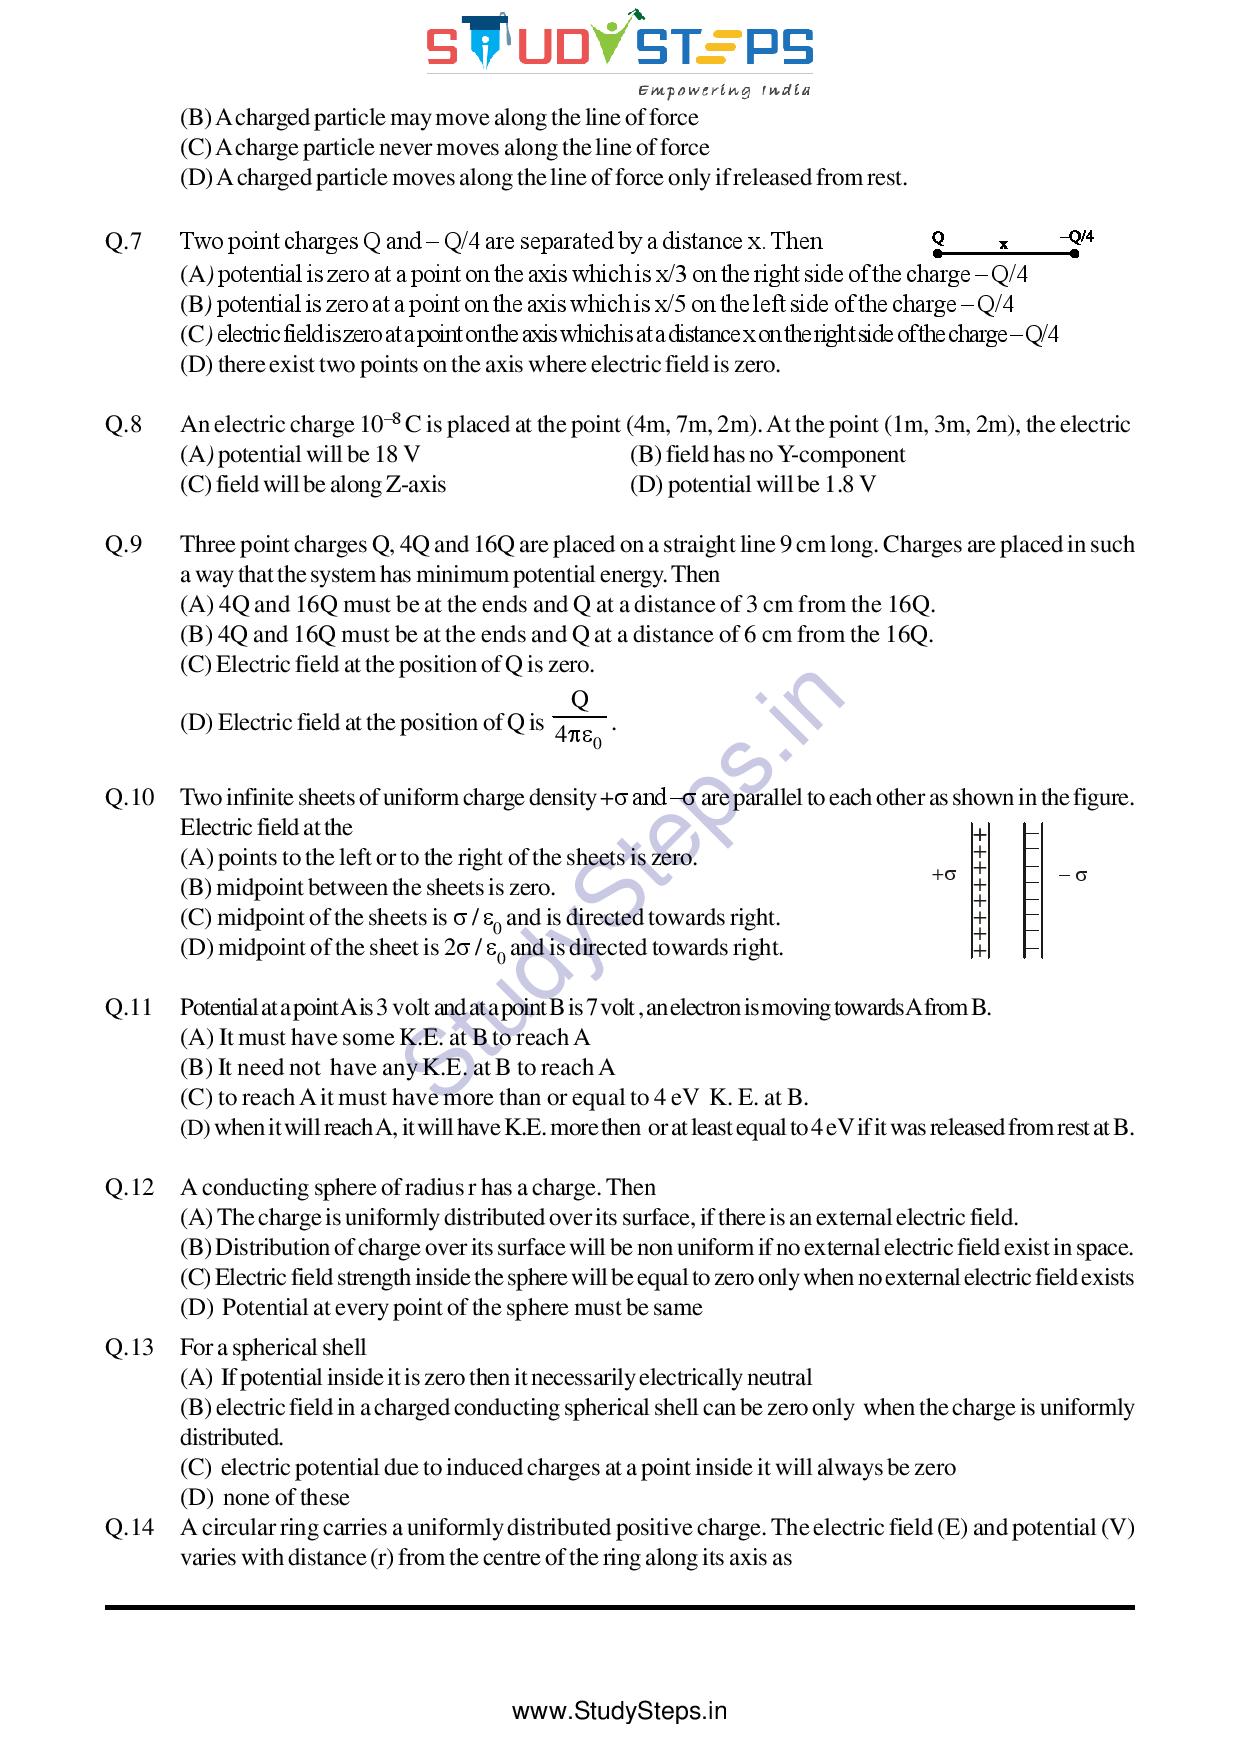 STUDYSTEPS
Empowering India
(B) A charged particle may move along the line of force
(C) A charge particle never moves along the line of force
(D) A charged particle moves along the line of force only if released from rest.
Q.7 Two point charges Q and – Q/4 are separated by a distance x. Then
Q x –Q/4
(A) potential is zero at a point on the axis which is x/3 on the right side of the charge – Q/4
(B) potential is zero at a point on the axis which is x/5 on the left side of the charge – Q/4
(C) electric field is zero at a point on the axis which is at a distance x on the right side of the charge – Q/4
(D) there exist two points on the axis where electric field is zero.
Q.8 An electric charge 10⁻⁸ C is placed at the point (4m, 7m, 2m). At the point (1m, 3m, 2m), the electric
(A) potential will be 18 V (B) field has no Y-component
(C) field will be along Z-axis (D) potential will be 1.8 V
Q.9 Three point charges Q, 4Q and 16Q are placed on a straight line 9 cm long. Charges are placed in such
a way that the system has minimum potential energy. Then
(A) 4Q and 16Q must be at the ends and Q at a distance of 3 cm from the 16Q.
(B) 4Q and 16Q must be at the ends and Q at a distance of 6 cm from the 16Q.
(C) Electric field at the position of Q is zero.
(D) Electric field at the position of Q is Q/4πε₀ .
Q.10 Two infinite sheets of uniform charge density +σ and –σ are parallel to each other as shown in the figure.
Electric field at the
(A) points to the left or to the right of the sheets is zero.
(B) midpoint between the sheets is zero.
+σ – σ
(C) midpoint of the sheets is σ / ε₀ and is directed towards right.
(D) midpoint of the sheet is 2σ / ε₀ and is directed towards right.
Q.11 Potential at a point A is 3 volt and at a point B is 7 volt , an electron is moving towards A from B.
(A) It must have some K.E. at B to reach A
(B) It need not have any K.E. at B to reach A
(C) to reach A it must have more than or equal to 4 eV K. E. at B.
(D) when it will reach A, it will have K.E. more then or at least equal to 4 eV if it was released from rest at B.
Q.12 A conducting sphere of radius r has a charge. Then
(A) The charge is uniformly distributed over its surface, if there is an external electric field.
(B) Distribution of charge over its surface will be non uniform if no external electric field exist in space.
(C) Electric field strength inside the sphere will be equal to zero only when no external electric field exists
(D) Potential at every point of the sphere must be same
Q.13 For a spherical shell
(A) If potential inside it is zero then it necessarily electrically neutral
(B) electric field in a charged conducting spherical shell can be zero only when the charge is uniformly
distributed.
(C) electric potential due to induced charges at a point inside it will always be zero
(D) none of these
Q.14 A circular ring carries a uniformly distributed positive charge. The electric field (E) and potential (V)
varies with distance (r) from the centre of the ring along its axis as
StudySteps.in
www.StudySteps.in